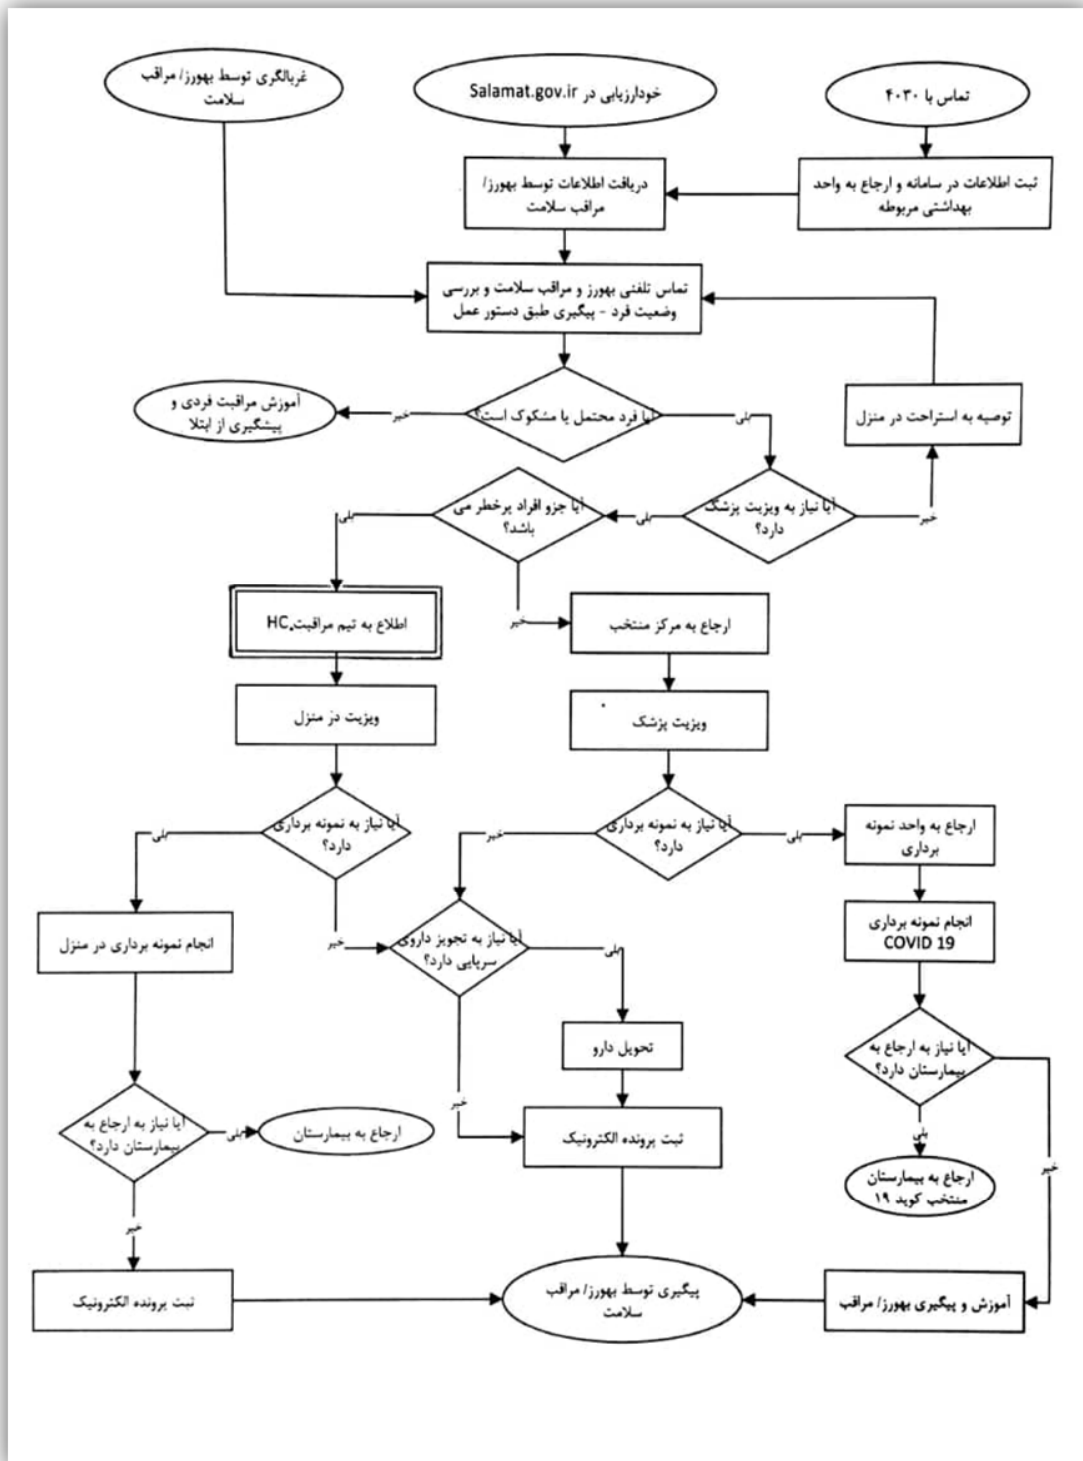 تماس با ۴۰۳۰
خودارزیابی در Salamat.gov.ir
غربالگری توسط بهورز/ مراقب
سلامت
ثبت اطلاعات در سامانه و ارجاع به واحد
بهداشتی مربوطه
دریافت اطلاعات توسط بهورز/
مراقب سلامت
تماس تلفنی بهورز و مراقب سلامت و بررسی
وضعیت فرد - پیگیری طبق دستور عمل
آیا فرد محتمل یا مشکوک است؟
بلی
خیر
آموزش مراقبت فردی و
پیشگیری از ابتلا
توصیه به استراحت در منزل
آیا نیاز به ویزیت پزشک
دارد؟
خیر
بلی
آیا جزو افراد پرخطر می
باشد؟
بلی
خیر
ارجاع به مرکز منتخب
اطلاع به تیم مراقبت HC.
ویزیت پزشک
ویزیت در منزل
آیا نیاز به نمونه برداری
دارد؟
بلی
خیر
ارجاع به واحد نمونه
برداری
آیا نیاز به نمونه برداری
دارد؟
بلی
خیر
انجام نمونه برداری
COVID 19
آیا نیاز به تجویز داروی
سرپایی دارد؟
بلی
خیر
انجام نمونه برداری در منزل
تحویل دارو
آیا نیاز به ارجاع به
بیمارستان دارد؟
بلی
خیر
ثبت پرونده الکترونیک
آیا نیاز به ارجاع به
بیمارستان دارد؟
بلی
ارجاع به بیمارستان
خیر
ارجاع به بیمارستان
منتخب کوید ۱۹
آموزش و پیگیری بهورز/ مراقب
پیگیری توسط بهورز/ مراقب
سلامت
ثبت پرونده الکترونیک